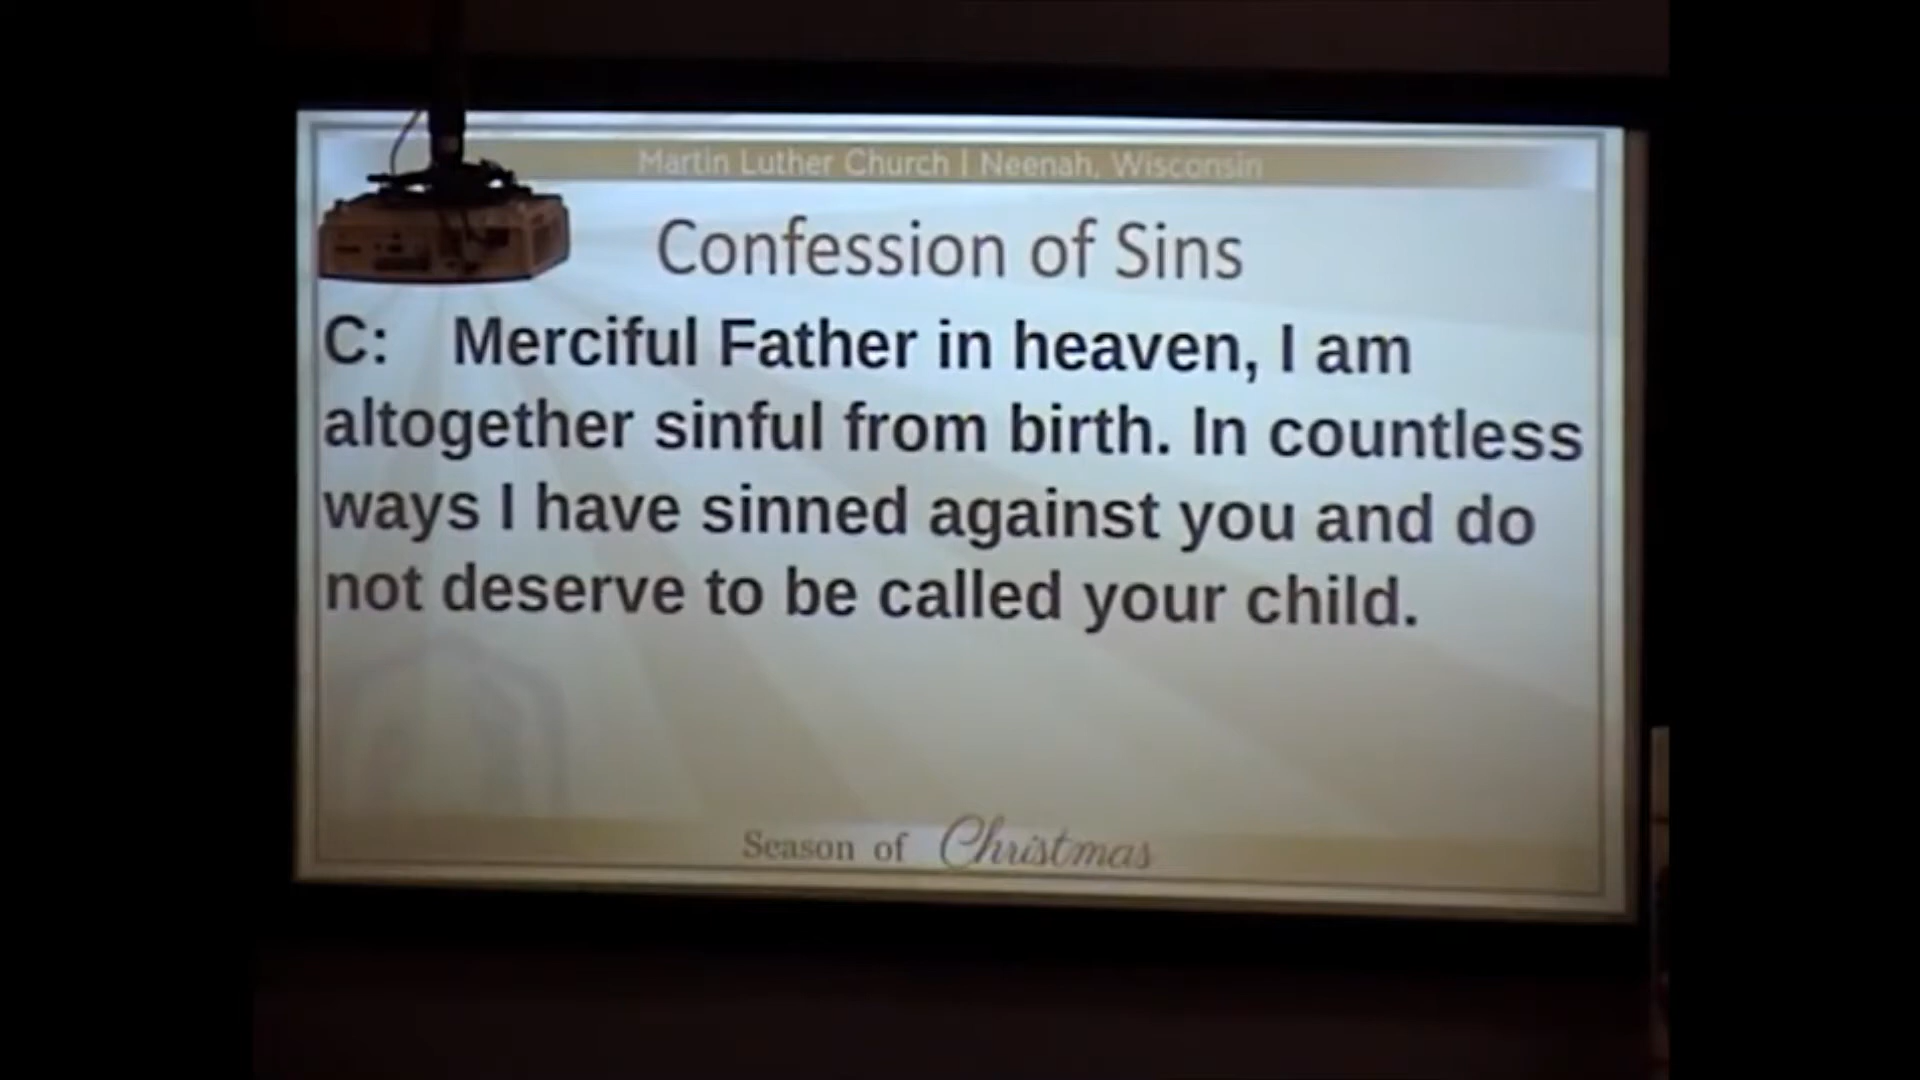 Martin Luther Church | Neenah, Wisconsin
Confession of Sins
C: Merciful Father in heaven, I am
altogether sinful from birth. In countless
ways I have sinned against you and do
not deserve to be called your child.
Season of Christmas